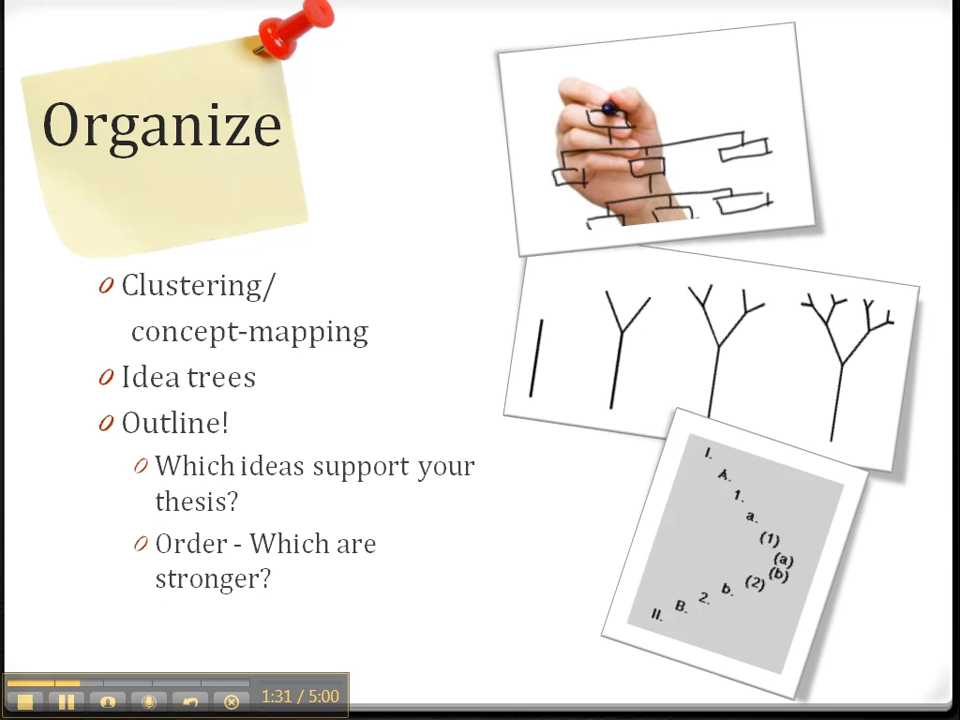 Organize
Clustering/
concept-mapping
Idea trees
Outline!
Which ideas support your
thesis?
Order - Which are
stronger?
I.
A.
1.
a.
(1)
(a)
(b)
(2)
b.
2.
B.
II.
1:31 / 5:00